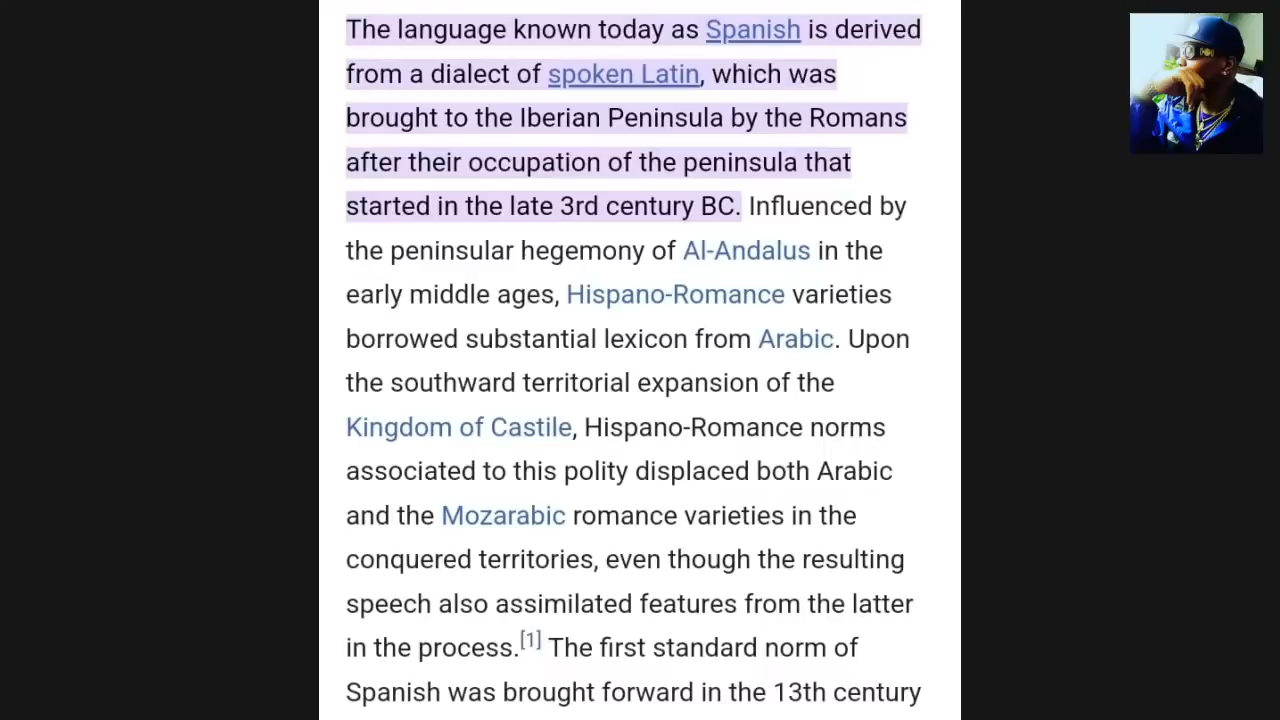 The language known today as Spanish is derived
from a dialect of spoken Latin, which was
brought to the Iberian Peninsula by the Romans
after their occupation of the peninsula that
started in the late 3rd century BC. Influenced by
the peninsular hegemony of Al-Andalus in the
early middle ages, Hispano-Romance varieties
borrowed substantial lexicon from Arabic. Upon
the southward territorial expansion of the
Kingdom of Castile, Hispano-Romance norms
associated to this polity displaced both Arabic
and the Mozarabic romance varieties in the
conquered territories, even though the resulting
speech also assimilated features from the latter
in the process.[1] The first standard norm of
Spanish was brought forward in the 13th century